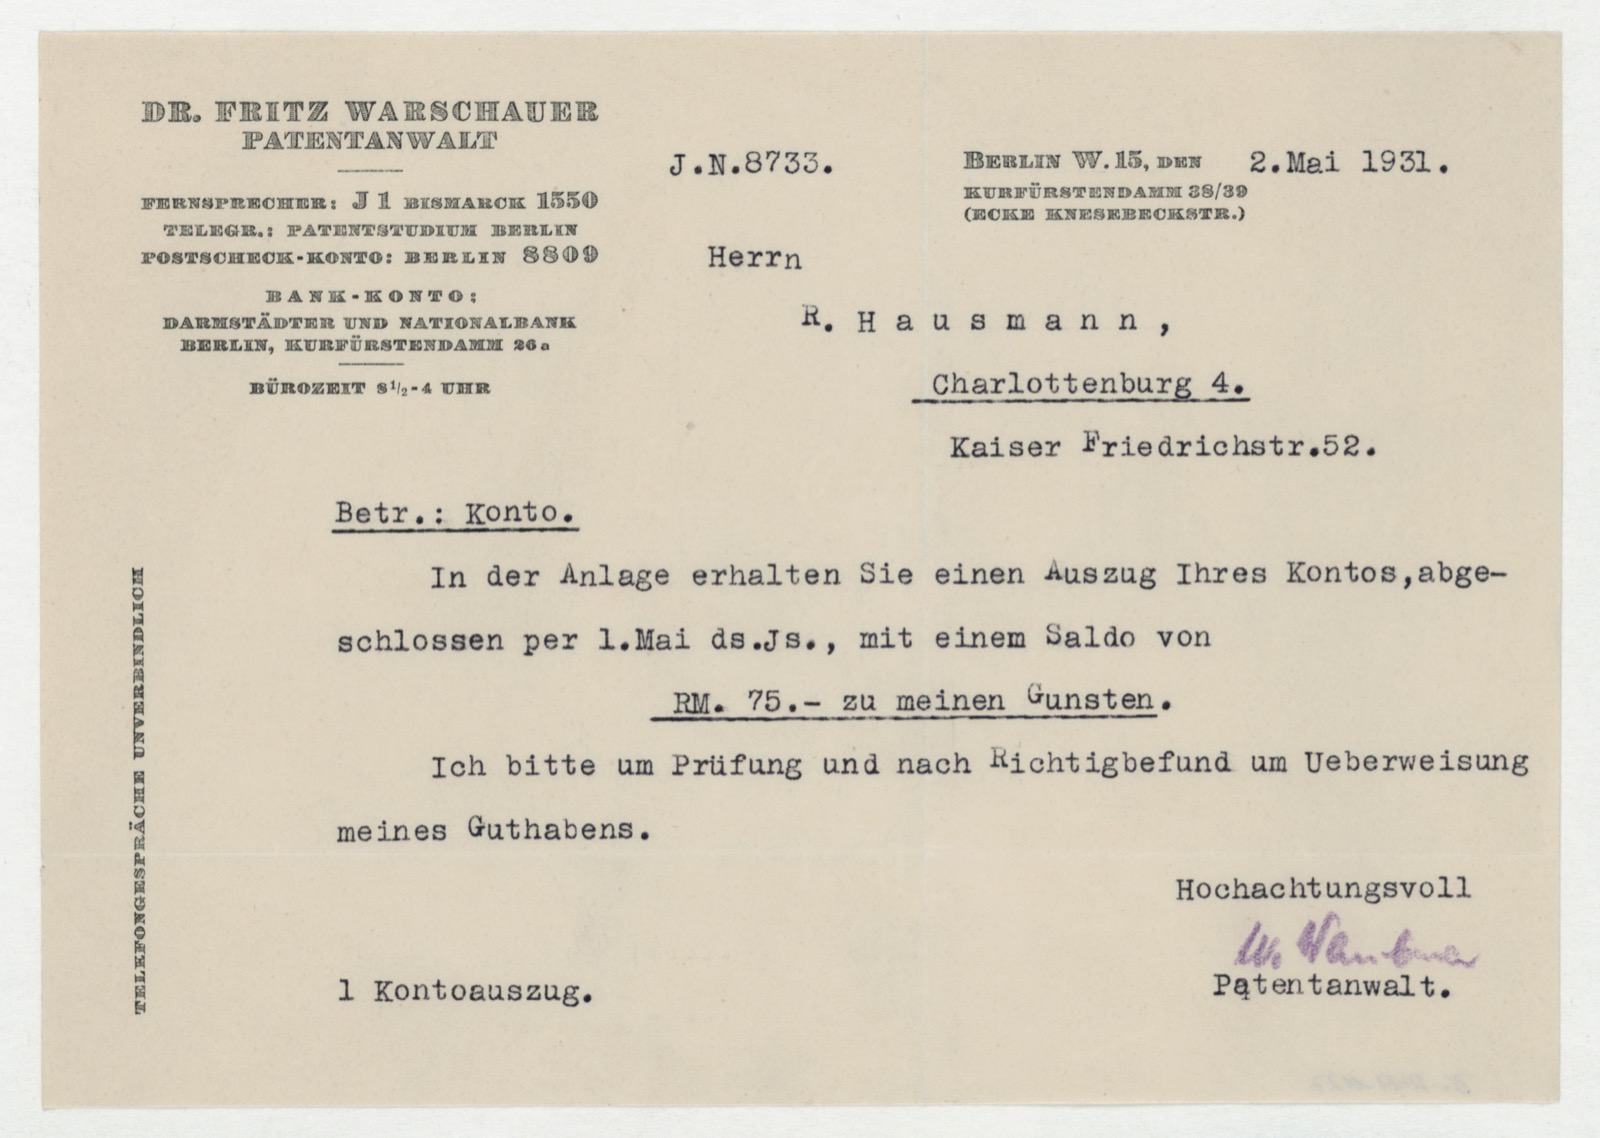 DR. FRITZ WARSCHAUER
PATENTANWALT
FERNSPRECHER: J 1 BISMARCK 1550
TELEGR.: PATENTSTUDIUM BERLIN
POSTSCHECK-KONTO: BERLIN 8809
BANK-KONTO:
DARMSTÄDTER UND NATIONALBANK
BERLIN, KURFÜRSTENDAMM 26a
BÜROZEIT 8 1/2-4 UHR
J.N.8733.
BERLIN W.15, DEN 2.Mai 1931.
KURFÜRSTENDAMM 38/39
(ECKE KNESEBECKSTR.)
Herrn
R. Hausmann,
Charlottenburg 4.
Kaiser Friedrichstr.52.
Betr.: Konto.
In der Anlage erhalten Sie einen Auszug Ihres Kontos,abge-
schlossen per 1.Mai ds.Js., mit einem Saldo von
RM. 75.- zu meinen Gunsten.
Ich bitte um Prüfung und nach Richtigbefund um Ueberweisung
meines Guthabens.
Hochachtungsvoll
Patentanwalt.
1 Kontoauszug.
TELEFONGESPRÄCHE UNVERBINDLICH